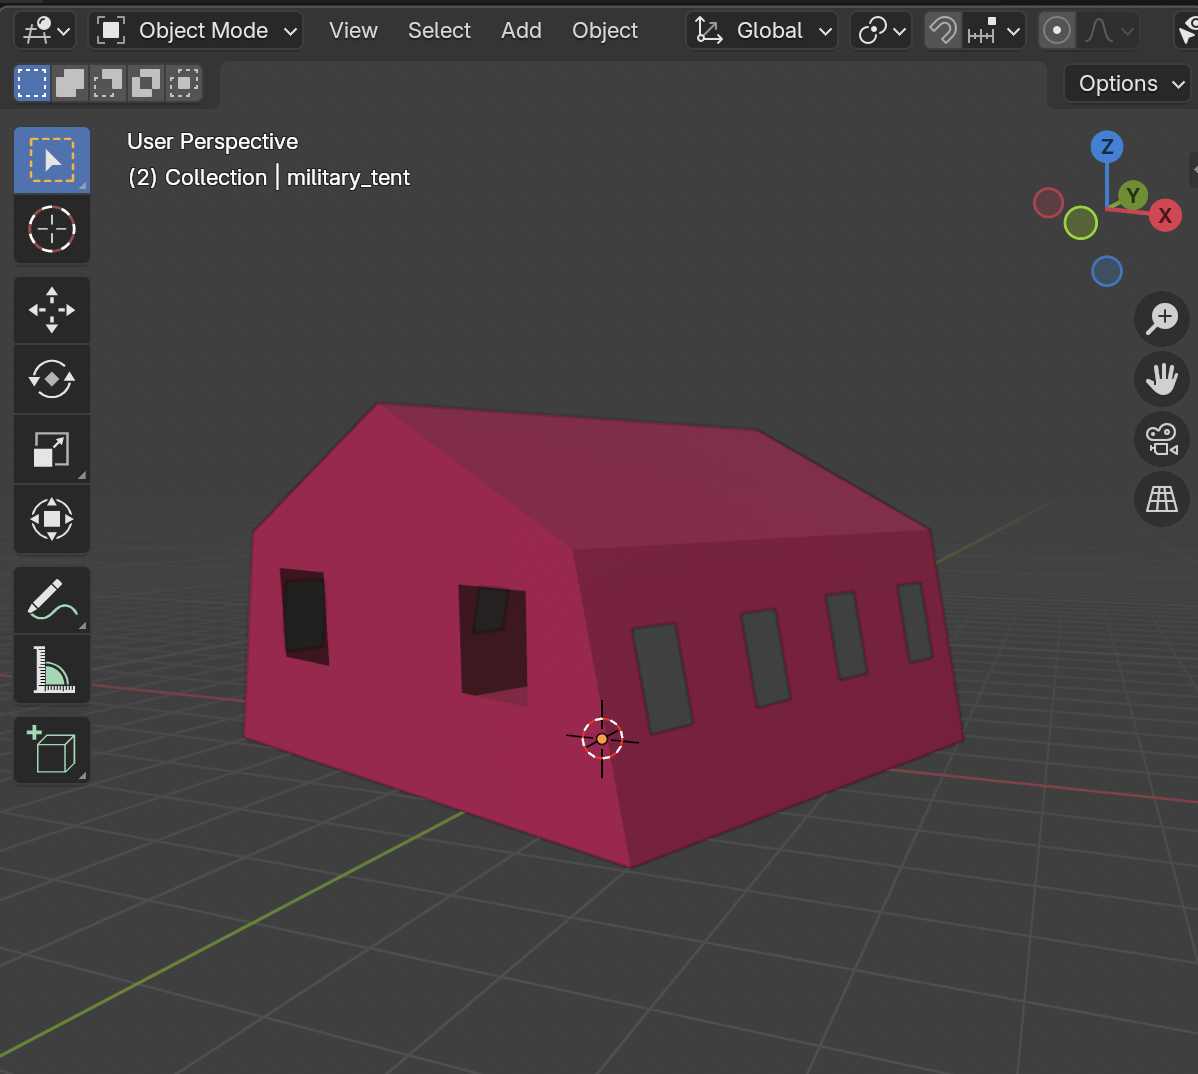 Object Mode View Select Add Object Global
Options
User Perspective
(2) Collection | military_tent
Z
Y
X